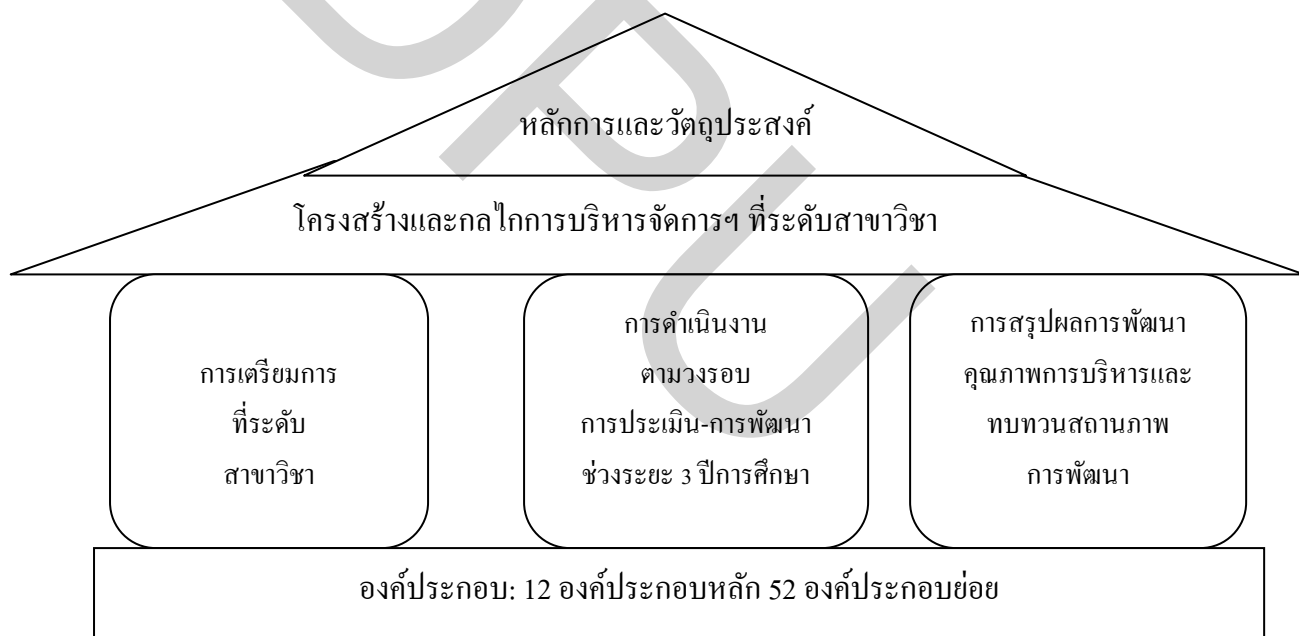 หลักการและวัตถุประสงค์
โครงสร้างและกลไกการบริหารจัดการฯ ที่ระดับสาขาวิชา
การเตรียมการ
ที่ระดับ
สาขาวิชา
การดำเนินงาน
ตามวงรอบ
การประเมิน-การพัฒนา
ช่วงระยะ 3 ปีการศึกษา
การสรุปผลการพัฒนา
คุณภาพการบริหารและ
ทบทวนสถานภาพ
การพัฒนา
องค์ประกอบ: 12 องค์ประกอบหลัก 52 องค์ประกอบย่อย
DPU